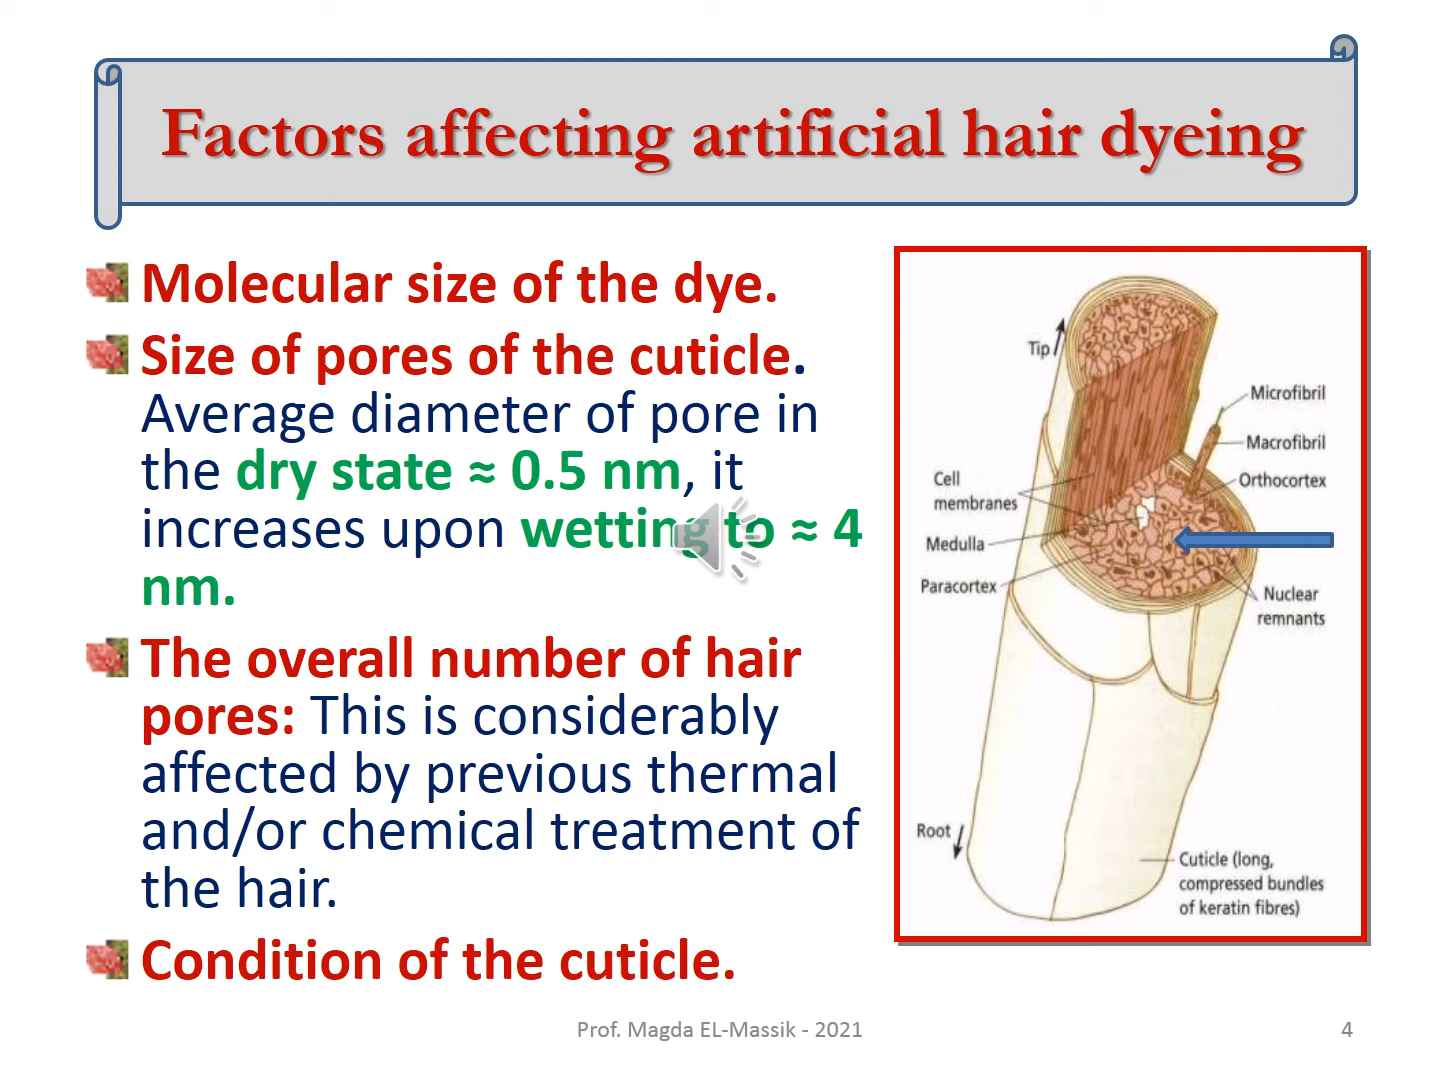 Factors affecting artificial hair dyeing
Molecular size of the dye.
Size of pores of the cuticle.
Average diameter of pore in
the dry state ≈ 0.5 nm, it
increases upon wetting to ≈ 4
nm.
The overall number of hair
pores: This is considerably
affected by previous thermal
and/or chemical treatment of
the hair.
Condition of the cuticle.
Tip
Microfibril
Macrofibril
Orthocortex
Cell
membranes
Medulla
Paracortex
Nuclear
remnants
Root
Cuticle (long,
compressed bundles
of keratin fibres)
Prof. Magda EL-Massik - 2021
4